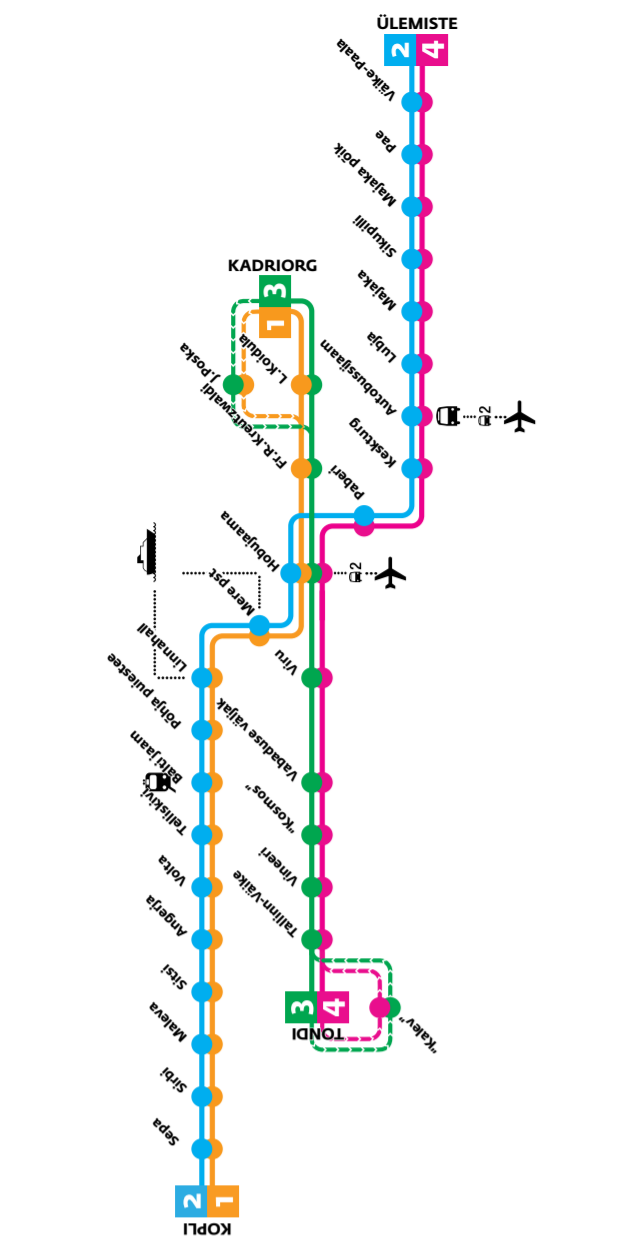 ÜLEMISTE
2
4
Väike-Paala
Pae
Majaka põik
Sikupilli
Majaka
Lubja
Autobussijaam
2
Keskturg
Paberi
KADRIORG
3
1
L.Koidula
J.Poska
Fr.R.Kreutzwaldi
Hobujaama
2
Mere pst
Linnahall
Põhja puiestee
Balti jaam
Telliskivi
Volta
Angerja
Sitsi
Maleva
Sirbi
Sepa
2
1
KOPLI
Viru
Vabaduse väljak
"Kosmos"
Vineeri
Tallinn-Väike
3
4
TONDI
"Kalev"